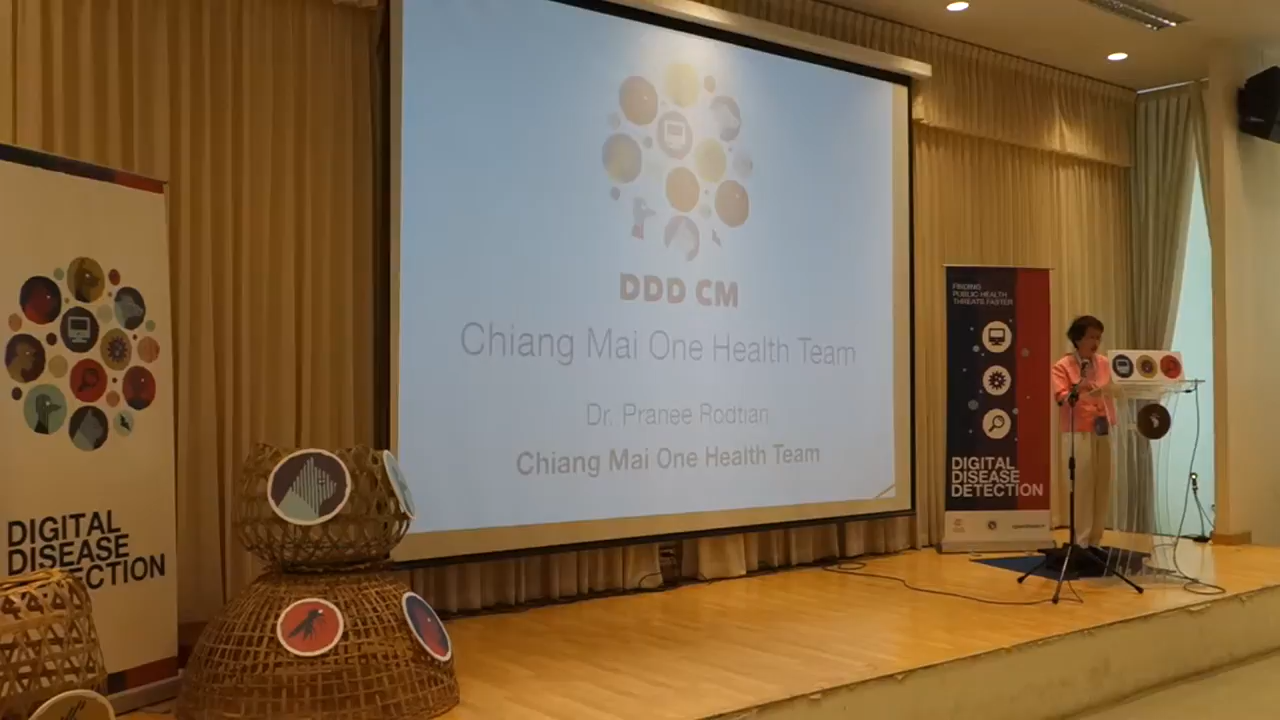 DDD CM
Chiang Mai One Health Team
Dr. Pranee Rodtian
Chiang Mai One Health Team
DIGITAL
DISEASE
DETECTION
FINDING
PUBLIC HEALTH
THREATS FASTER
DIGITAL
DISEASE
DETECTION